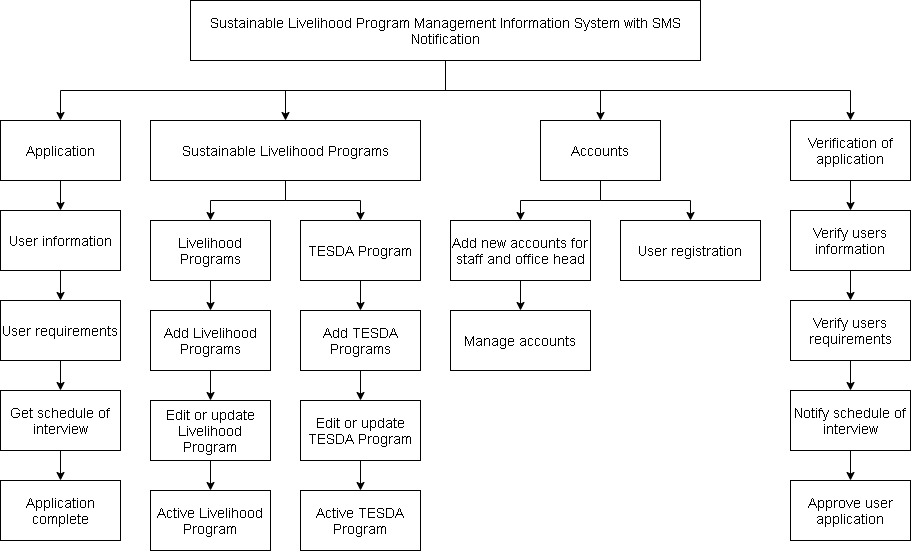 Sustainable Livelihood Program Management Information System with SMS
Notification
Application
Sustainable Livelihood Programs
Accounts
Verification of
application
User information
Livelihood
Programs
TESDA Program
Add new accounts for
staff and office head
User registration
Verify users
information
User requirements
Add Livelihood
Programs
Add TESDA
Programs
Manage accounts
Verify users
requirements
Get schedule of
interview
Edit or update
Livelihood
Program
Edit or update
TESDA Program
Notify schedule of
interview
Application
complete
Active Livelihood
Program
Active TESDA
Program
Approve user
application